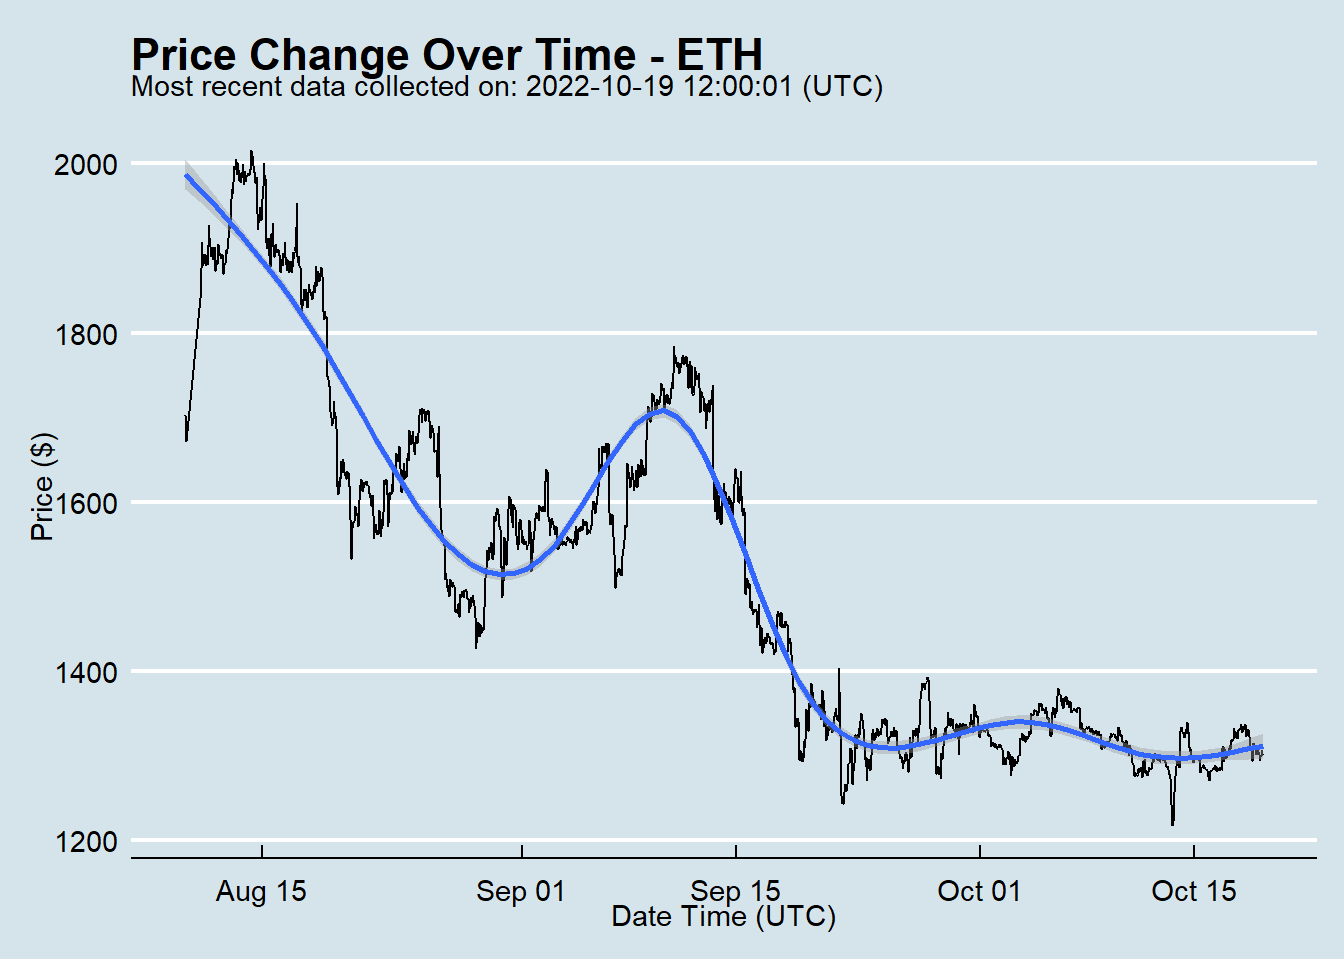 Price Change Over Time - ETH
Most recent data collected on: 2022-10-19 12:00:01 (UTC)
Price ($)
2000
1800
1600
1400
1200
Aug 15 Sep 01 Sep 15 Oct 01 Oct 15
Date Time (UTC)